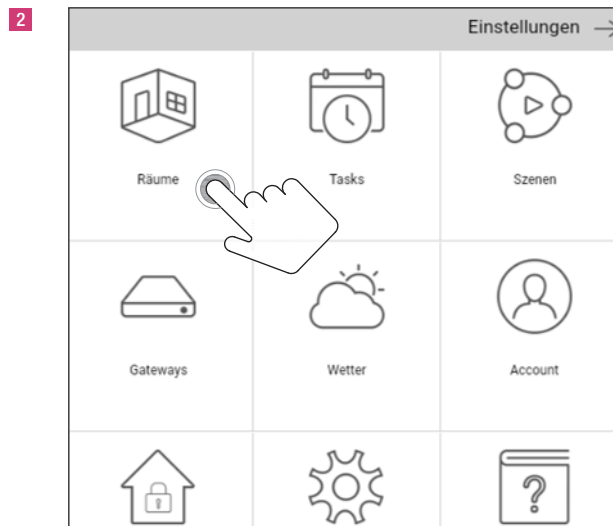 2
Einstellungen
Räume
Tasks
Szenen
Gateways
Wetter
Account
?